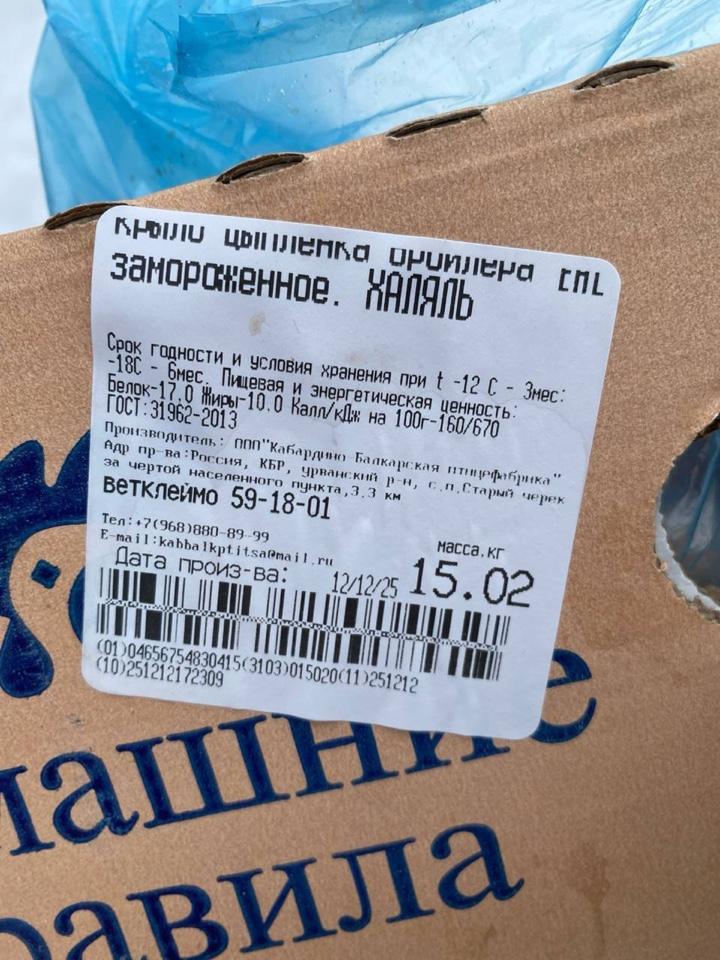 крыло цыпленка бройлера СПС
замороженное. ХАЛЯЛЬ
Срок годности и условия хранения при t -12 С - 3мес:
-18С - 6мес. Пищевая и энергетическая ценность:
Белок-17.0 Жиры-10.0 Калл/кДж на 100г-160/670
ГОСТ:31962-2013
Производитель: ППП"Кабардино Балкарская птицефабрика"
Адр пр-ва:Россия, КБР, урванский р-н, с.п.Старый черек
за чертой населенного пункта,3.3 км
ветклеймо 59-18-01
Тел:+7(968)880-89-99
E-mail:kabbalkptitsa@mail.ru
масса.кг
Дата произ-ва: 12/12/25 15.02
(01)04656754830415(3103)015020(11)251212
(10)251212172309
машние
равила